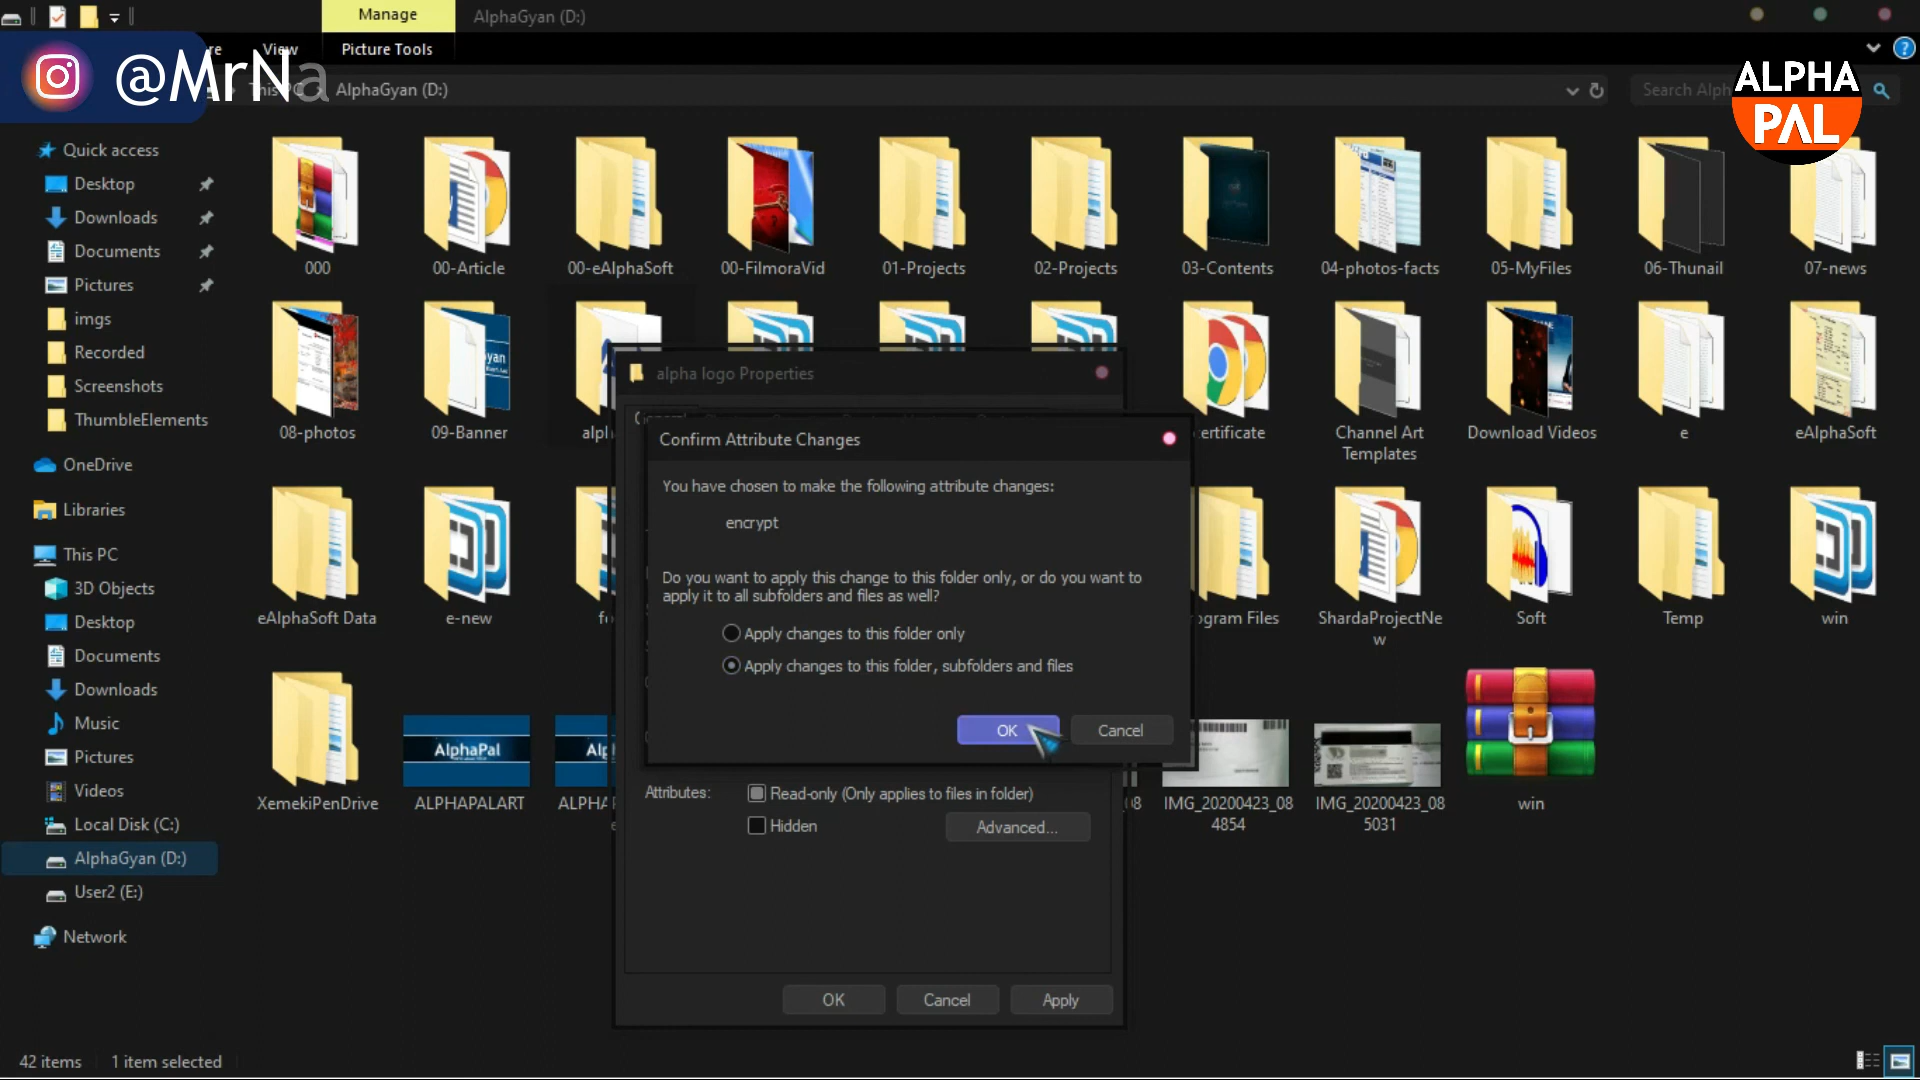 Manage
AlphaGyan (D:)
View
Picture Tools
@MrNa
AlphaGyan (D:)
ALPHA
PAL
Quick access
Desktop
Downloads
Documents
Pictures
imgs
Recorded
Screenshots
ThumbleElements
OneDrive
Libraries
This PC
3D Objects
Desktop
Documents
Downloads
Music
Pictures
Videos
Local Disk (C:)
AlphaGyan (D:)
User2 (E:)
Network
000
00-Article
00-eAlphaSoft
00-FilmoraVid
01-Projects
02-Projects
03-Contents
04-photos-facts
05-MyFiles
06-Thunail
07-news
08-photos
09-Banner
Channel Art
Templates
Download Videos
e
eAlphaSoft
eAlphaSoft Data
e-new
ShardaProjectNe
w
Soft
Temp
win
XemekiPenDrive
AlphaPal
ALPHAPALART
IMG_20200423_08
4854
IMG_20200423_08
5031
win
alpha logo Properties
Confirm Attribute Changes
You have chosen to make the following attribute changes:
encrypt
Do you want to apply this change to this folder only, or do you want to
apply it to all subfolders and files as well?
Apply changes to this folder only
Apply changes to this folder, subfolders and files
OK
Cancel
Attributes:
Read-only (Only applies to files in folder)
Hidden
Advanced...
OK
Cancel
Apply
42 items
1 item selected